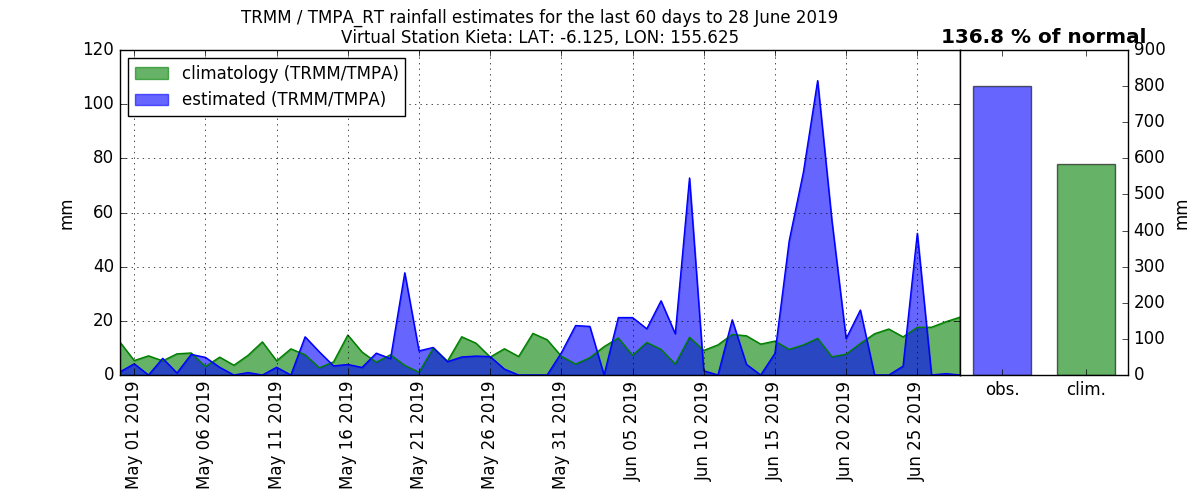 TRMM / TMPA_RT rainfall estimates for the last 60 days to 28 June 2019
Virtual Station Kieta: LAT: -6.125, LON: 155.625
136.8 % of normal
climatology (TRMM/TMPA)
estimated (TRMM/TMPA)
120
100
80
60
40
20
0
mm
May 01 2019
May 06 2019
May 11 2019
May 16 2019
May 21 2019
May 26 2019
May 31 2019
Jun 05 2019
Jun 10 2019
Jun 15 2019
Jun 20 2019
Jun 25 2019
900
800
700
600
500
400
300
200
100
0
mm
obs.
clim.